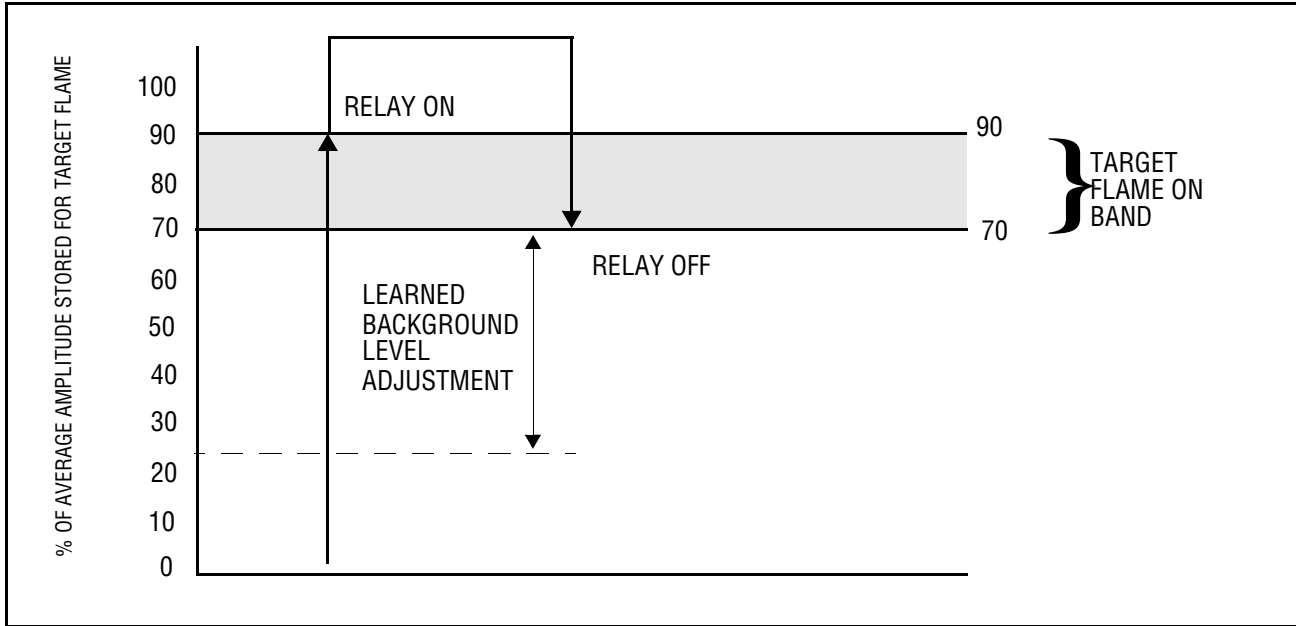 % OF AVERAGE AMPLITUDE STORED FOR TARGET FLAME
100
90
80
70
60
50
40
30
20
10
0
RELAY ON
90
70
TARGET
FLAME ON
BAND
RELAY OFF
LEARNED
BACKGROUND
LEVEL
ADJUSTMENT